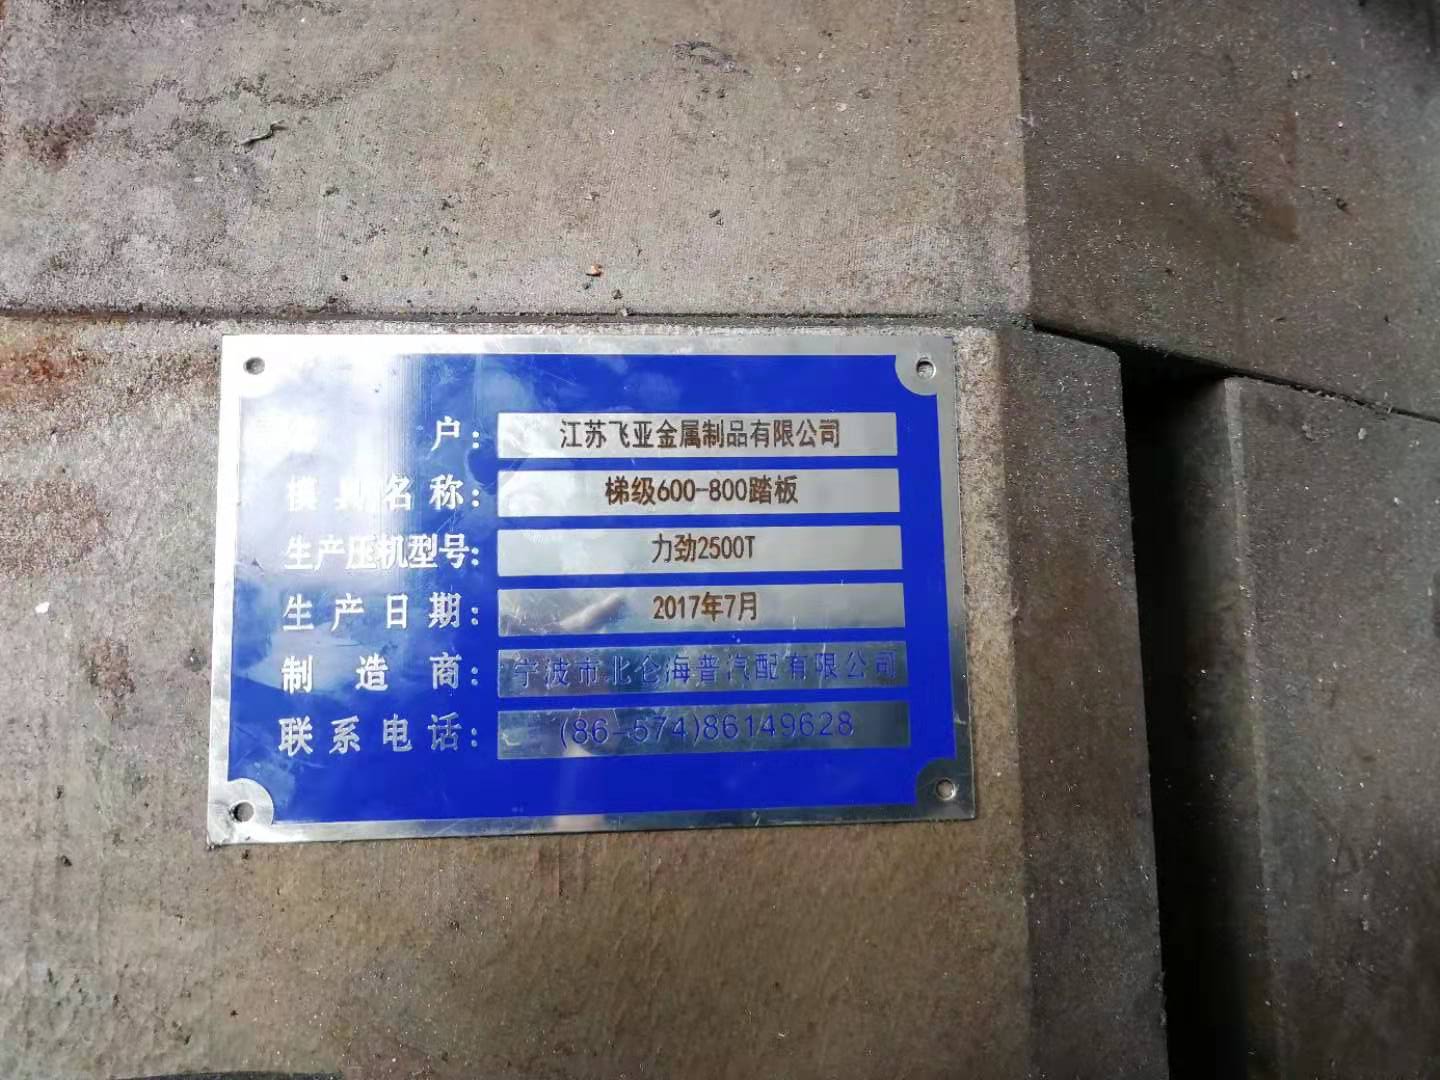 户： 江苏飞亚金属制品有限公司
模具名称： 梯级600-800踏板
生产压机型号： 力劲2500T
生产日期： 2017年7月
制造商： 宁波市北仑海普汽配有限公司
联系电话： (86-574)86149628